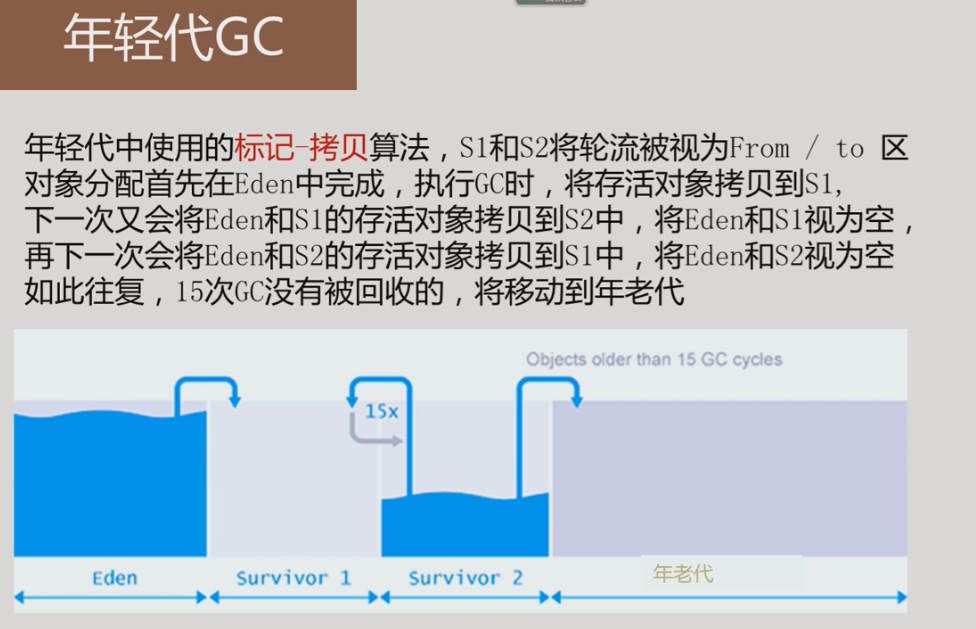 年轻代GC
年轻代中使用的标记-拷贝算法，S1和S2将轮流被视为From / to 区
对象分配首先在Eden中完成，执行GC时，将存活对象拷贝到S1,
下一次又会将Eden和S1的存活对象拷贝到S2中，将Eden和S1视为空，
再下一次会将Eden和S2的存活对象拷贝到S1中，将Eden和S2视为空
如此往复，15次GC没有被回收的，将移动到年老代
Objects older than 15 GC cycles
15x
Eden
Survivor 1
Survivor 2
年老代